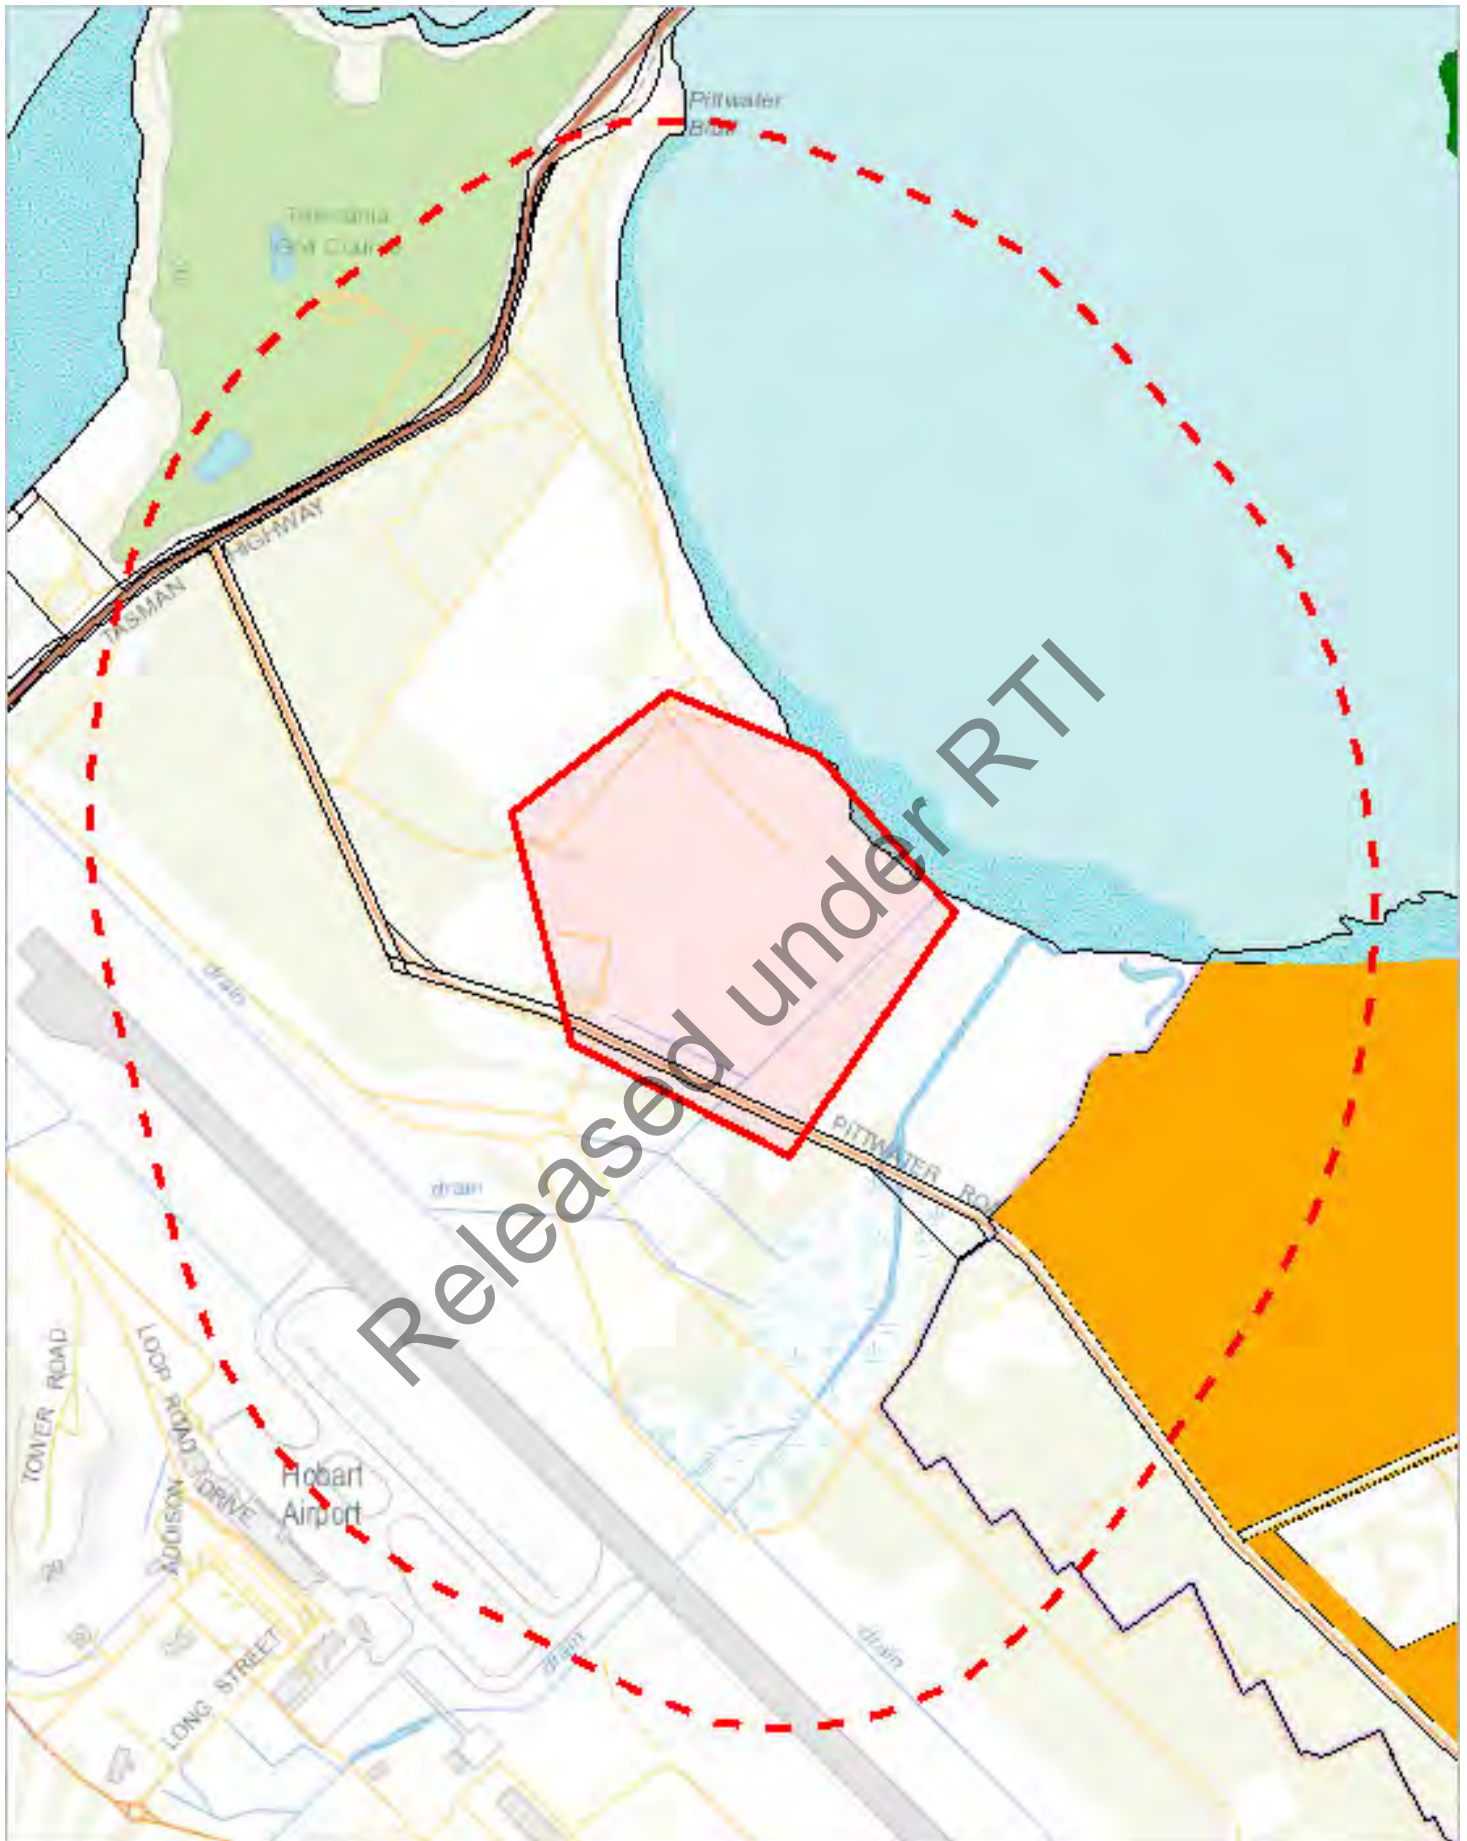 Pittwater
Bluff
Tasmania
Golf Course
HIGHWAY
TASMAN
Released under RTI
drain
PITTWATER ROAD
drain
TOWER ROAD
LOOP ROAD
Hobart
Airport
ADDISON DRIVE
drain
drain
LONG STREET